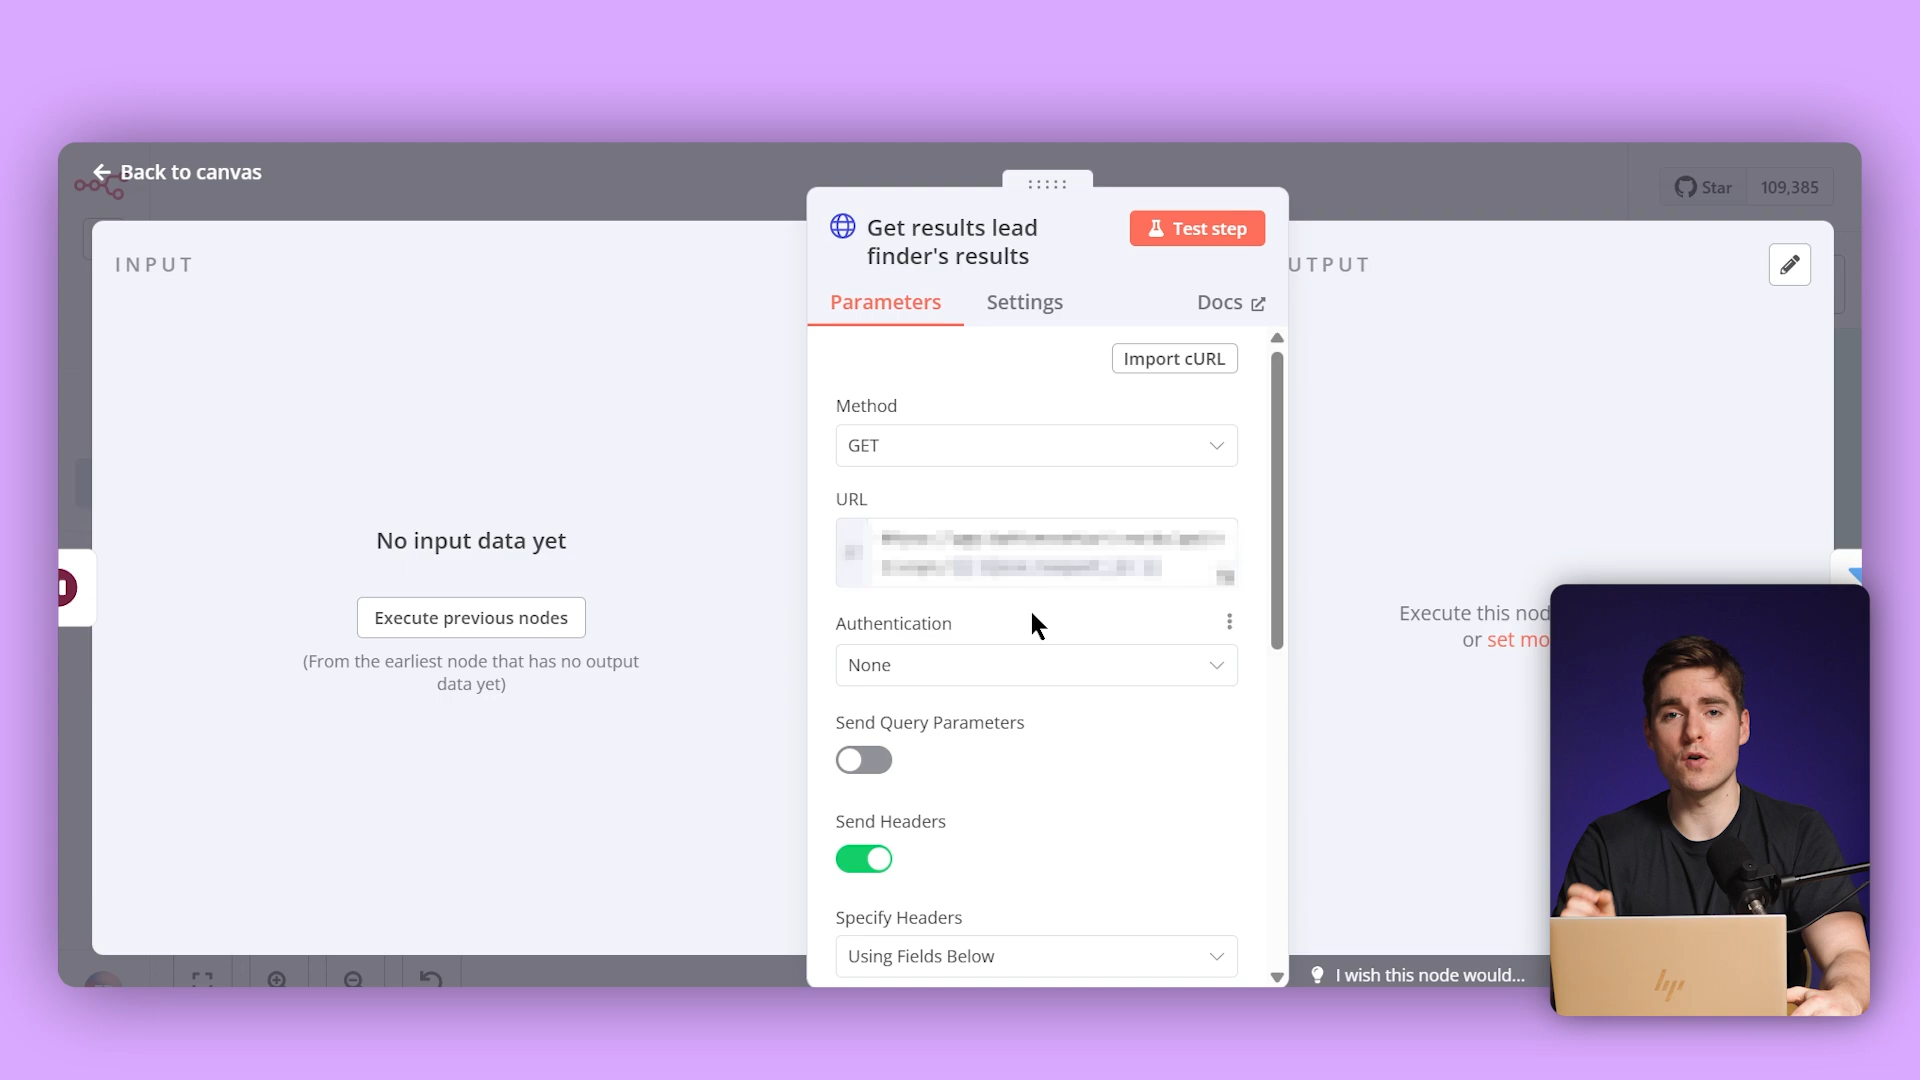 Back to canvas
Star
109,385
INPUT
Get results lead
finder's results
Test step
UTPUT
Parameters
Settings
Docs
Import cURL
Method
GET
URL
No input data yet
Execute previous nodes
(From the earliest node that has no output
data yet)
Authentication
None
Execute this nod
or set mo
Send Query Parameters
Send Headers
Specify Headers
Using Fields Below
I wish this node would...
hp